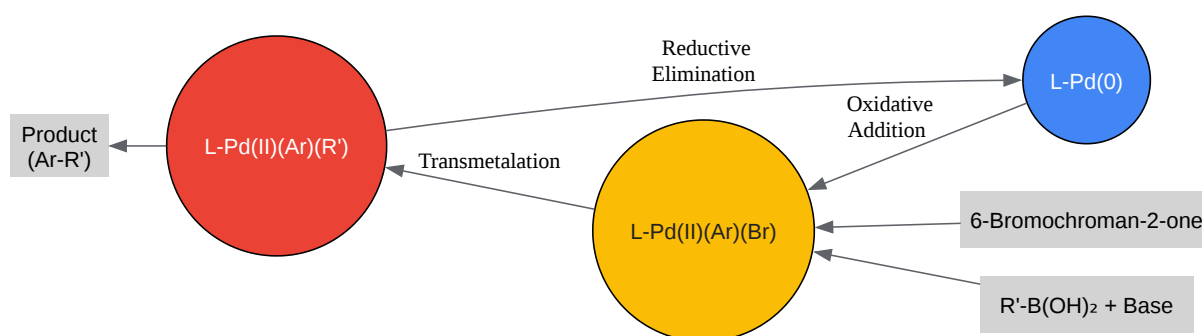 Reductive
Elimination
L-Pd(0)
Oxidative
Addition
Product
(Ar-R')
L-Pd(II)(Ar)(R')
Transmetalation
L-Pd(II)(Ar)(Br)
6-Bromochroman-2-one
R'-B(OH)₂ + Base